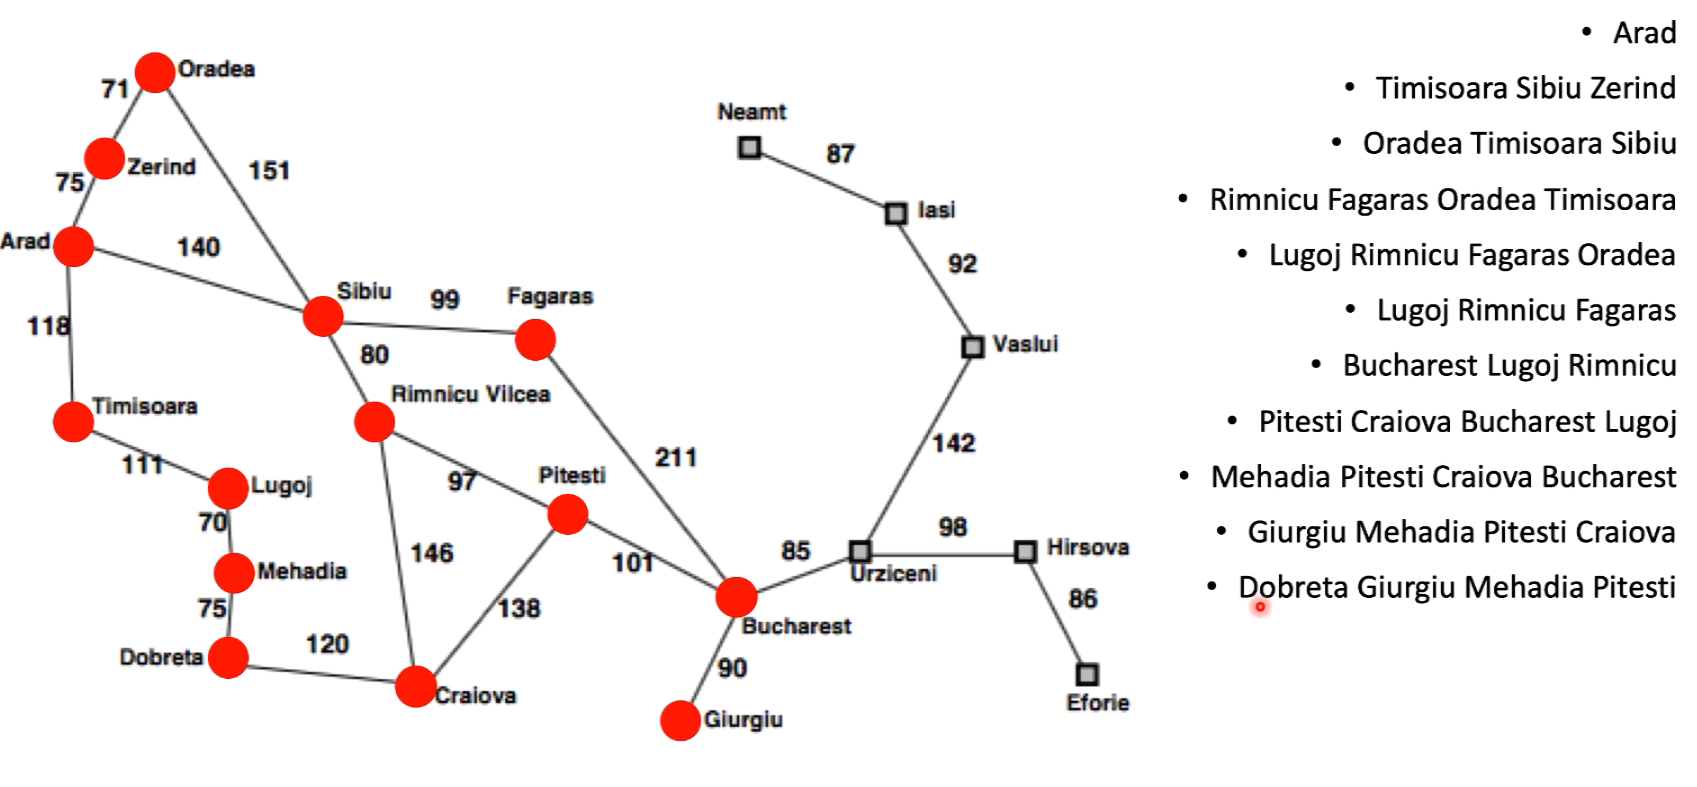 Oradea
71
Zerind
75
151
Arad
140
118
Sibiu
99
Fagaras
80
Rimnicu Vilcea
Timisoara
111
Lugoj
70
Mehadia
75
Dobreta
120
Craiova
146
97
Pitesti
138
101
211
Bucharest
90
Giurgiu
85
Urziceni
98
Hirsova
86
Eforie
142
Vaslui
92
Iasi
87
Neamt
• Arad
• Timisoara Sibiu Zerind
• Oradea Timisoara Sibiu
• Rimnicu Fagaras Oradea Timisoara
• Lugoj Rimnicu Fagaras Oradea
• Lugoj Rimnicu Fagaras
• Bucharest Lugoj Rimnicu
• Pitesti Craiova Bucharest Lugoj
• Mehadia Pitesti Craiova Bucharest
• Giurgiu Mehadia Pitesti Craiova
• Dobreta Giurgiu Mehadia Pitesti